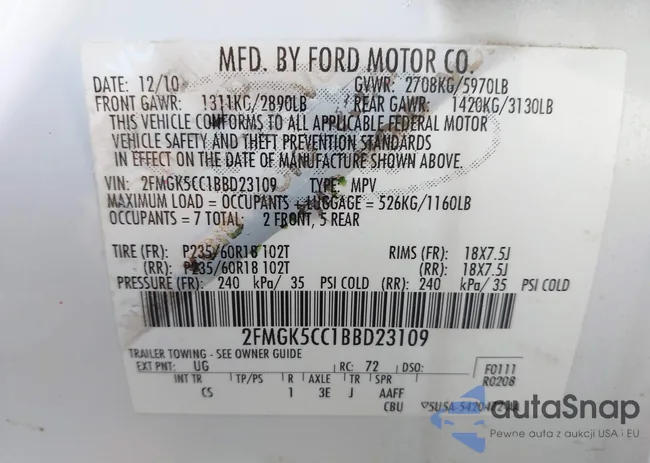 MFD. BY FORD MOTOR CO.
DATE: 12/10 GVWR: 2708KG/5970LB
FRONT GAWR: 1311KG/2890LB REAR GAWR: 1420KG/3130LB
THIS VEHICLE CONFORMS TO ALL APPLICABLE FEDERAL MOTOR
VEHICLE SAFETY AND THEFT PREVENTION STANDARDS
IN EFFECT ON THE DATE OF MANUFACTURE SHOWN ABOVE.
VIN: 2FMGK5CC1BBD23109 TYPE: MPV
MAXIMUM LOAD = OCCUPANTS + LUGGAGE = 526KG/1160LB
OCCUPANTS = 7 TOTAL: 2 FRONT, 5 REAR
TIRE (FR): P235/60R18 102T RIMS (FR): 18X7.5J
(RR): P235/60R18 102T (RR): 18X7.5J
PRESSURE (FR): 240 kPa/ 35 PSI COLD (RR): 240 kPa/ 35 PSI COLD
2FMGK5CC1BBD23109
TRAILER TOWING - SEE OWNER GUIDE
EXT PNT: UG RC: 72 DSO: F0111
R0208
INT TR TP/PS R AXLE TR SPR
CS 1 3E J AAFF
CBU
autaSnap
Pewne auta z aukcji USA i EU